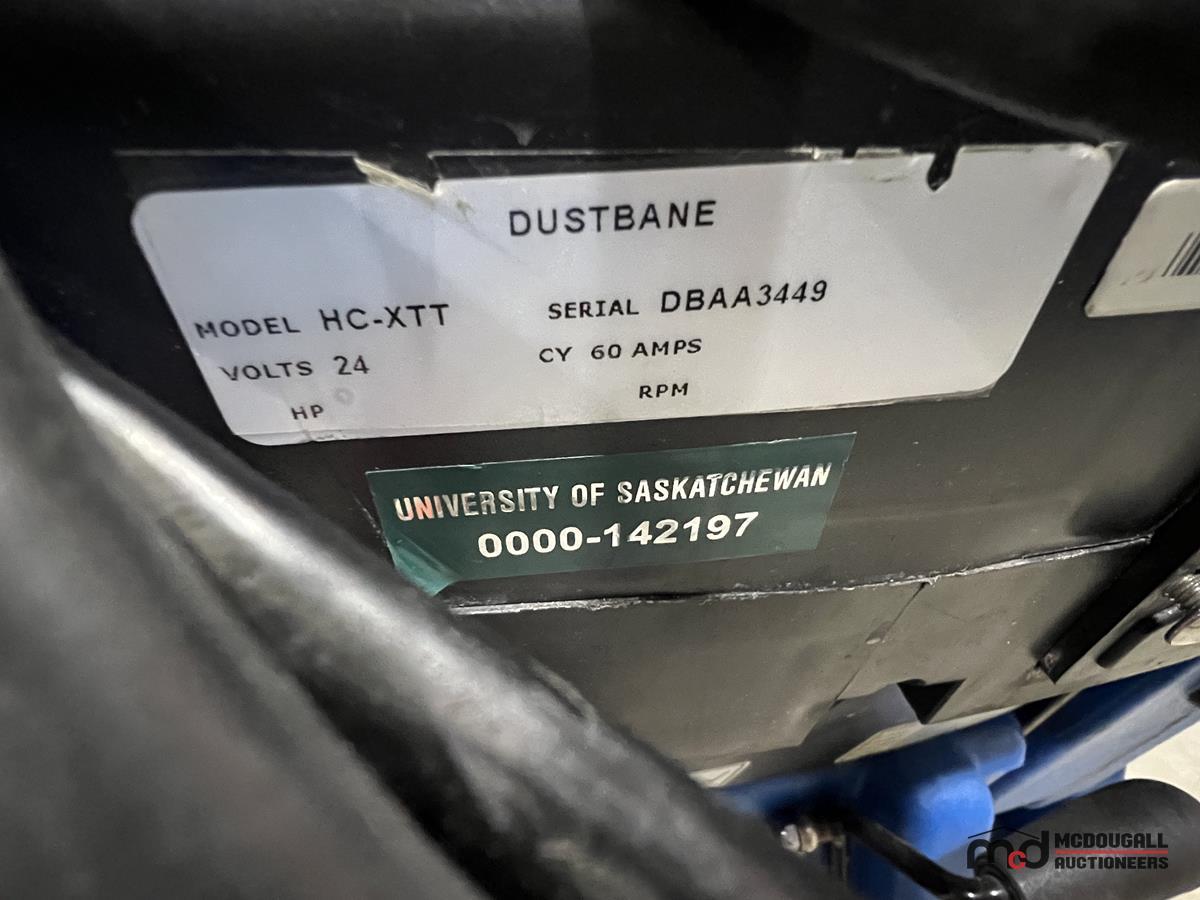 DUSTBANE
MODEL HC-XTT SERIAL DBAA3449
VOLTS 24 CY 60 AMPS
HP RPM
UNIVERSITY OF SASKATCHEWAN
0000-142197
mcd MCDOUGALL
AUCTIONEERS